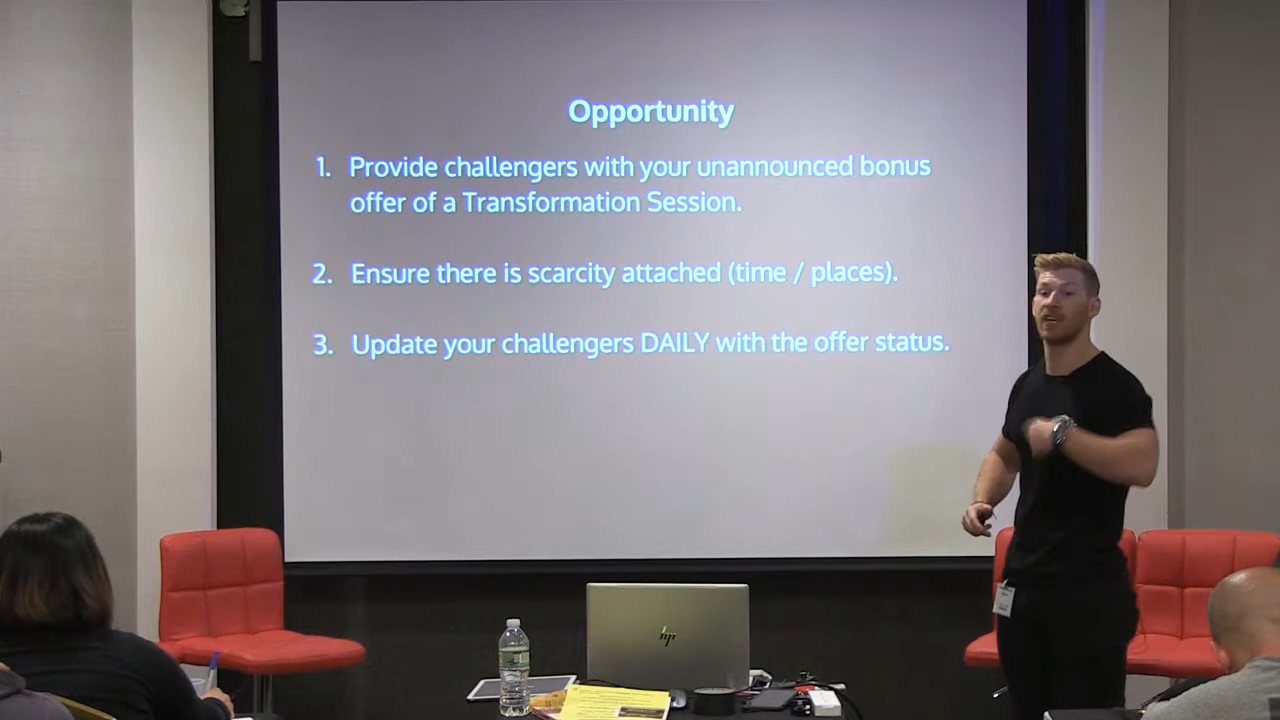 Opportunity
1. Provide challengers with your unannounced bonus
offer of a Transformation Session.
2. Ensure there is scarcity attached (time / places).
3. Update your challengers DAILY with the offer status.
hp